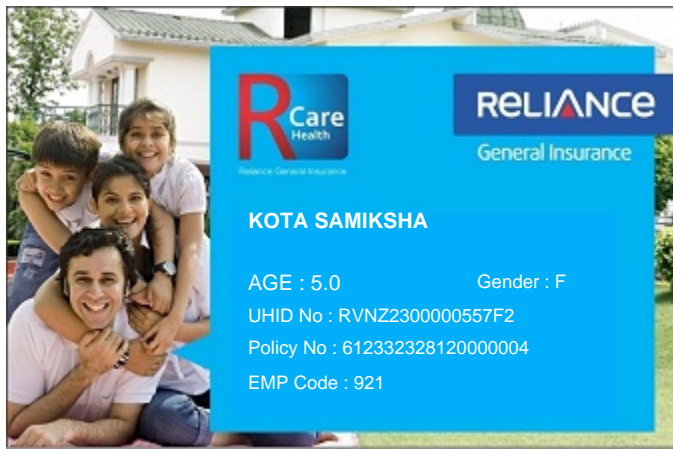 RCare
Health
Reliance General Insurance
RELIANCE
General Insurance
KOTA SAMIKSHA
AGE : 5.0 Gender : F
UHID No : RVNZ2300000557F2
Policy No : 612332328120000004
EMP Code : 921